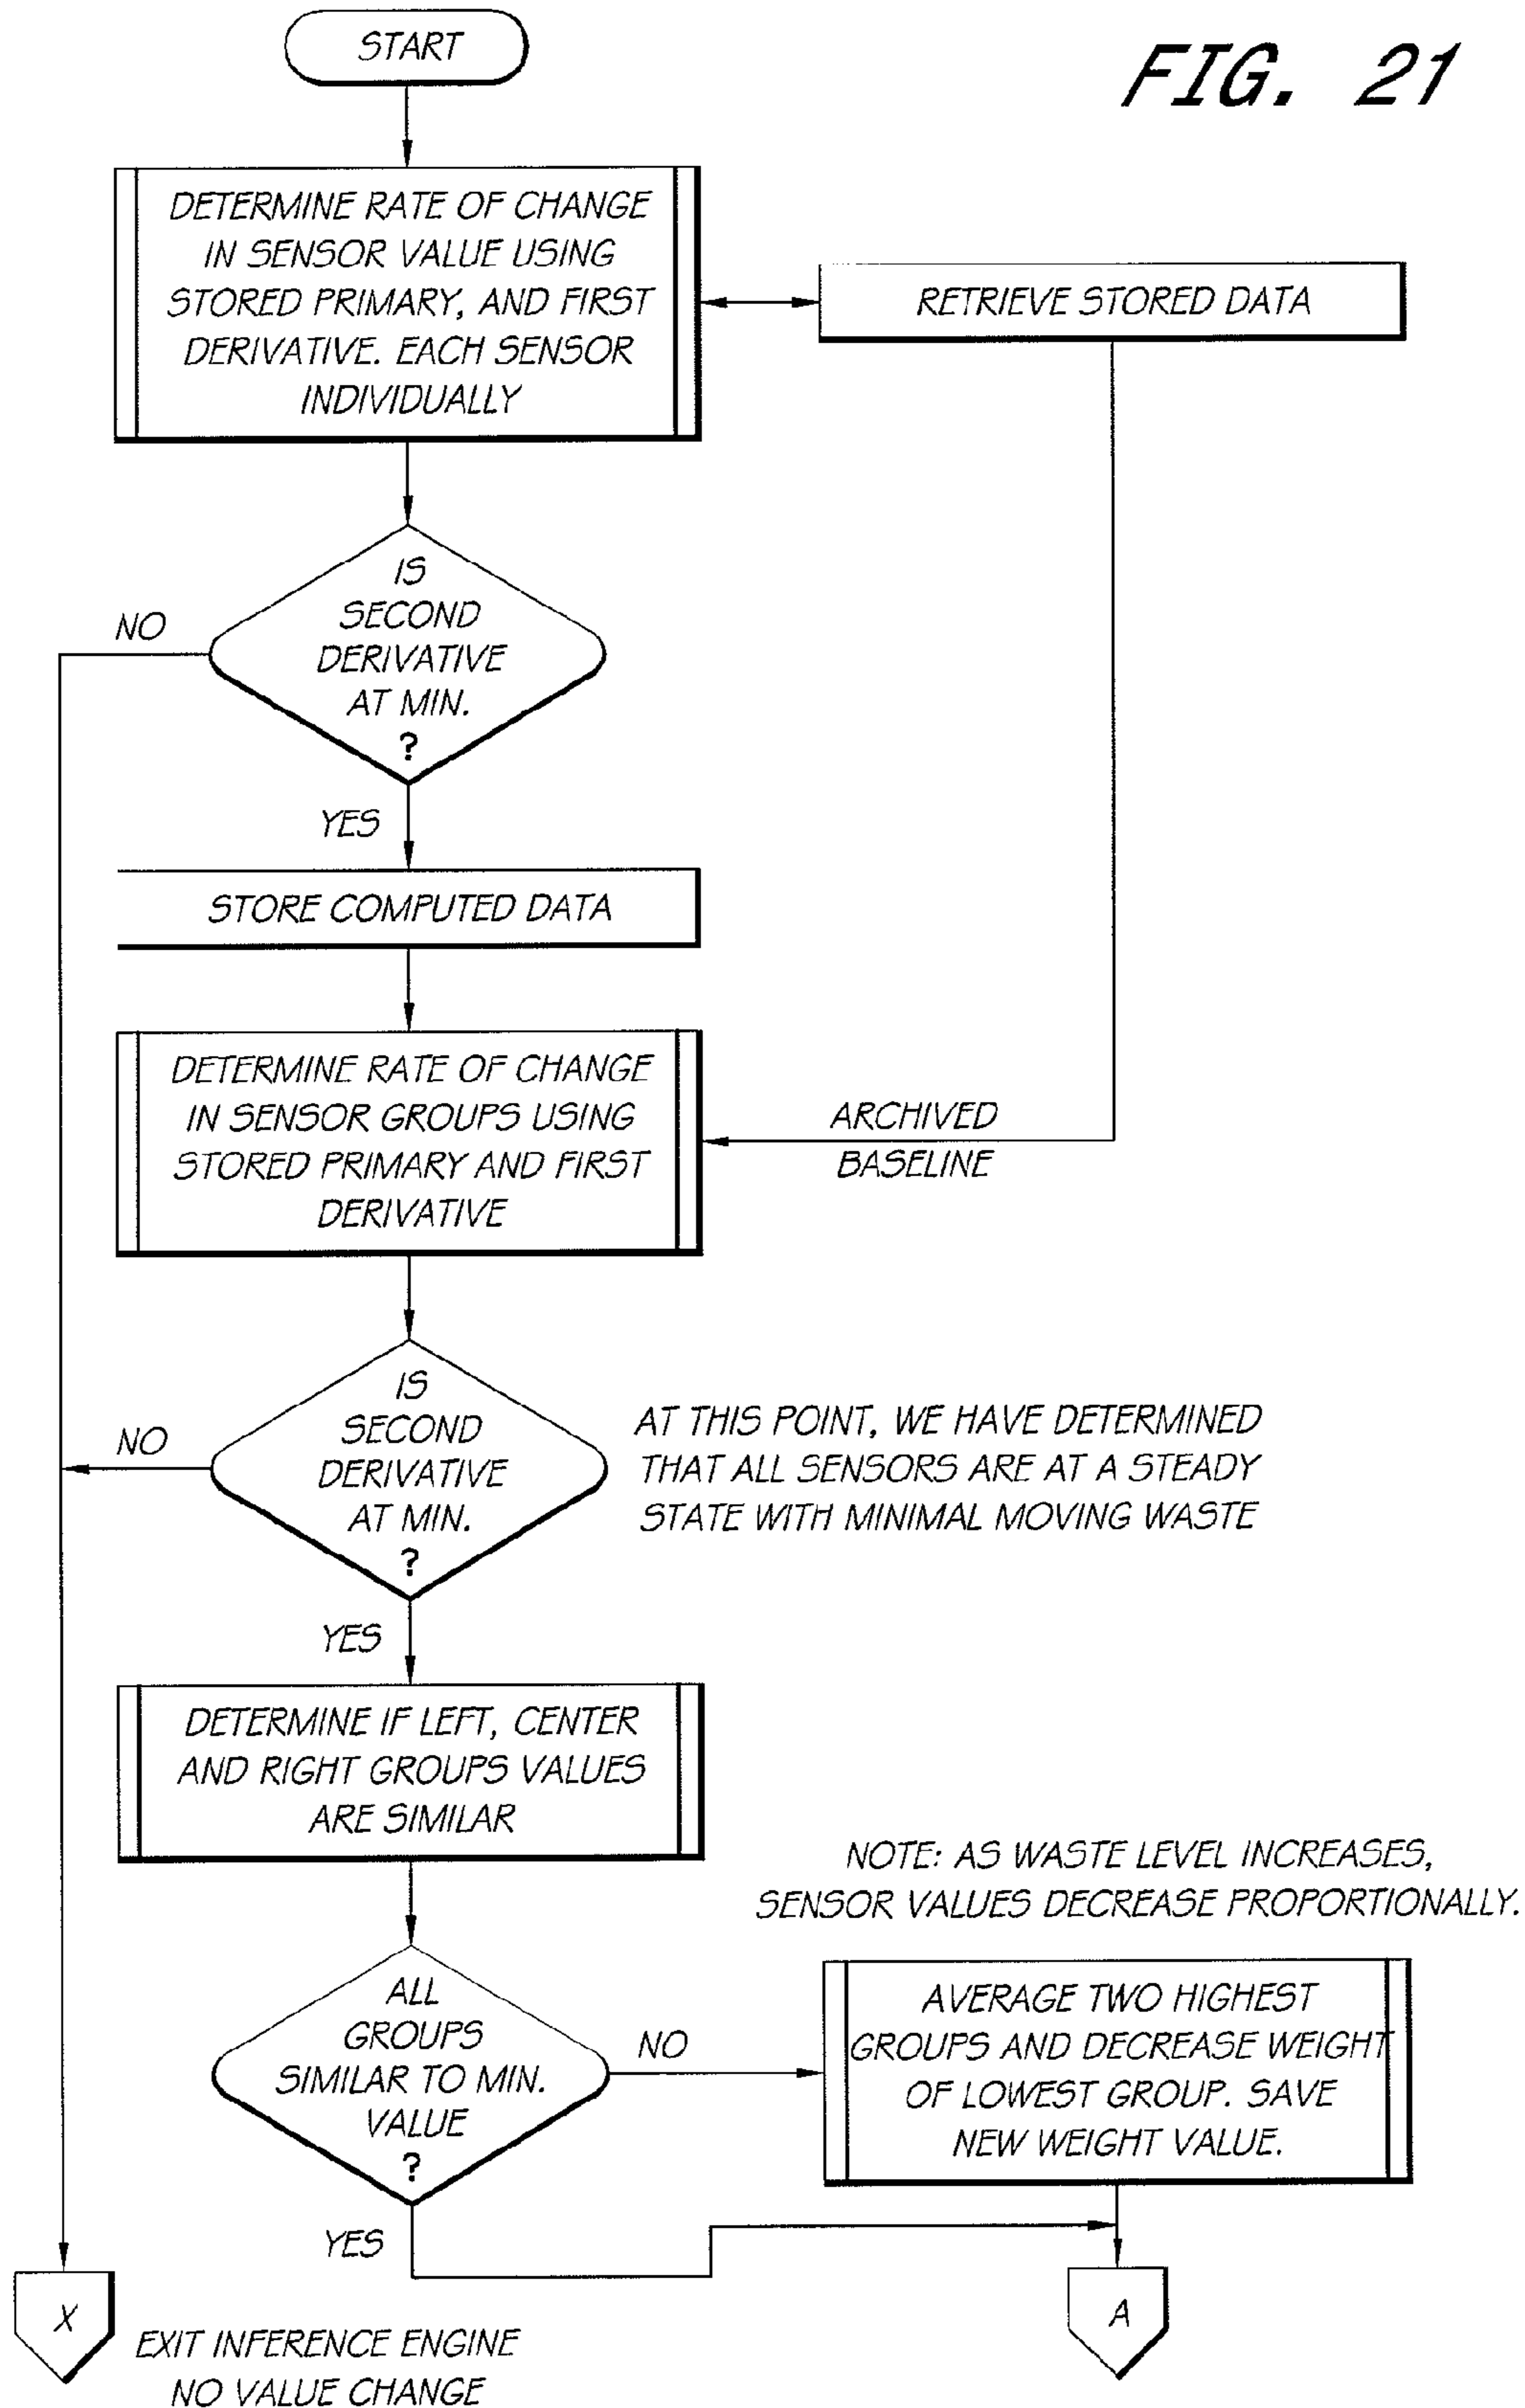 START
FIG. 21
DETERMINE RATE OF CHANGE
IN SENSOR VALUE USING
STORED PRIMARY, AND FIRST
DERIVATIVE. EACH SENSOR
INDIVIDUALLY
RETRIEVE STORED DATA
IS
SECOND
DERIVATIVE
AT MIN.
?
NO
YES
STORE COMPUTED DATA
DETERMINE RATE OF CHANGE
IN SENSOR GROUPS USING
STORED PRIMARY AND FIRST
DERIVATIVE
ARCHIVED
BASELINE
IS
SECOND
DERIVATIVE
AT MIN.
?
NO
AT THIS POINT, WE HAVE DETERMINED
THAT ALL SENSORS ARE AT A STEADY
STATE WITH MINIMAL MOVING WASTE
YES
DETERMINE IF LEFT, CENTER
AND RIGHT GROUPS VALUES
ARE SIMILAR
NOTE: AS WASTE LEVEL INCREASES,
SENSOR VALUES DECREASE PROPORTIONALLY.
ALL
GROUPS
SIMILAR TO MIN.
VALUE
?
NO
AVERAGE TWO HIGHEST
GROUPS AND DECREASE WEIGHT
OF LOWEST GROUP. SAVE
NEW WEIGHT VALUE.
YES
X
EXIT INFERENCE ENGINE
NO VALUE CHANGE
A